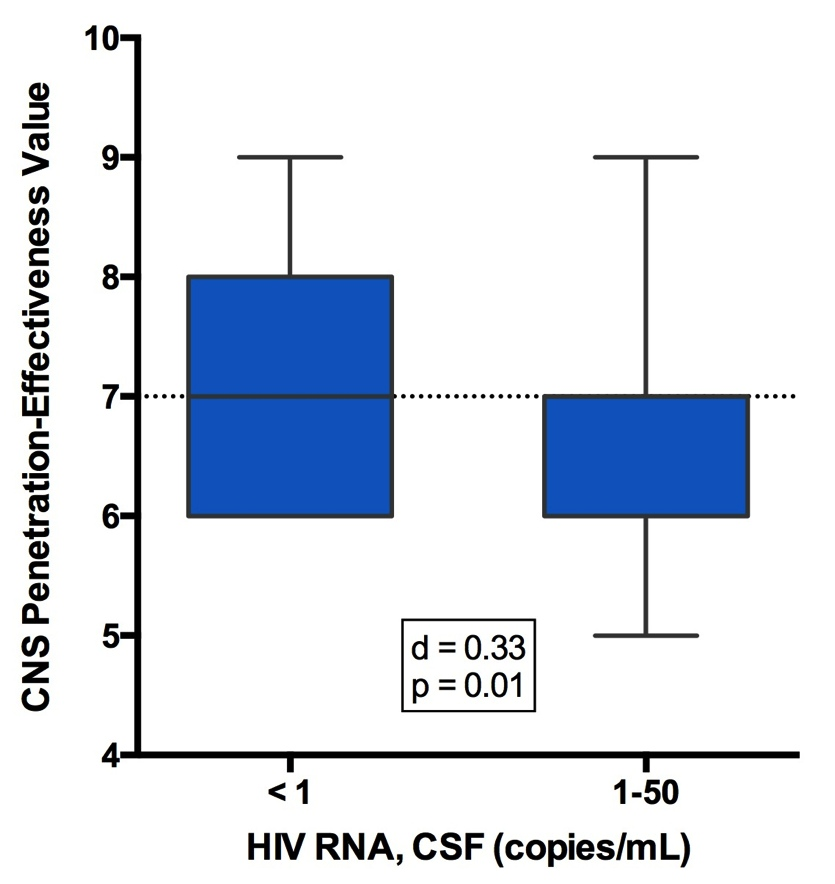 CNS Penetration-Effectiveness Value
10
9
8
7
6
5
4
d = 0.33
p = 0.01
< 1
1-50
HIV RNA, CSF (copies/mL)